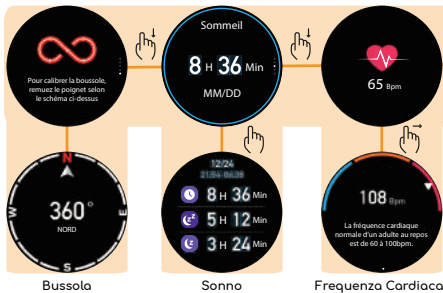 Pour calibrer la boussole,
remuez le poignet selon
le schéma ci-dessus
Sommeil
8 H 36 Min
MM/DD
65 Bpm
N
W
E
S
360°
NORD
12/24
21:54-06:38
8 H 36 Min
5 H 12 Min
3 H 24 Min
108 Bpm
La fréquence cardiaque
normale d'un adulte au repos
est de 60 à 100bpm.
Bussola
Sonno
Frequenza Cardiaca